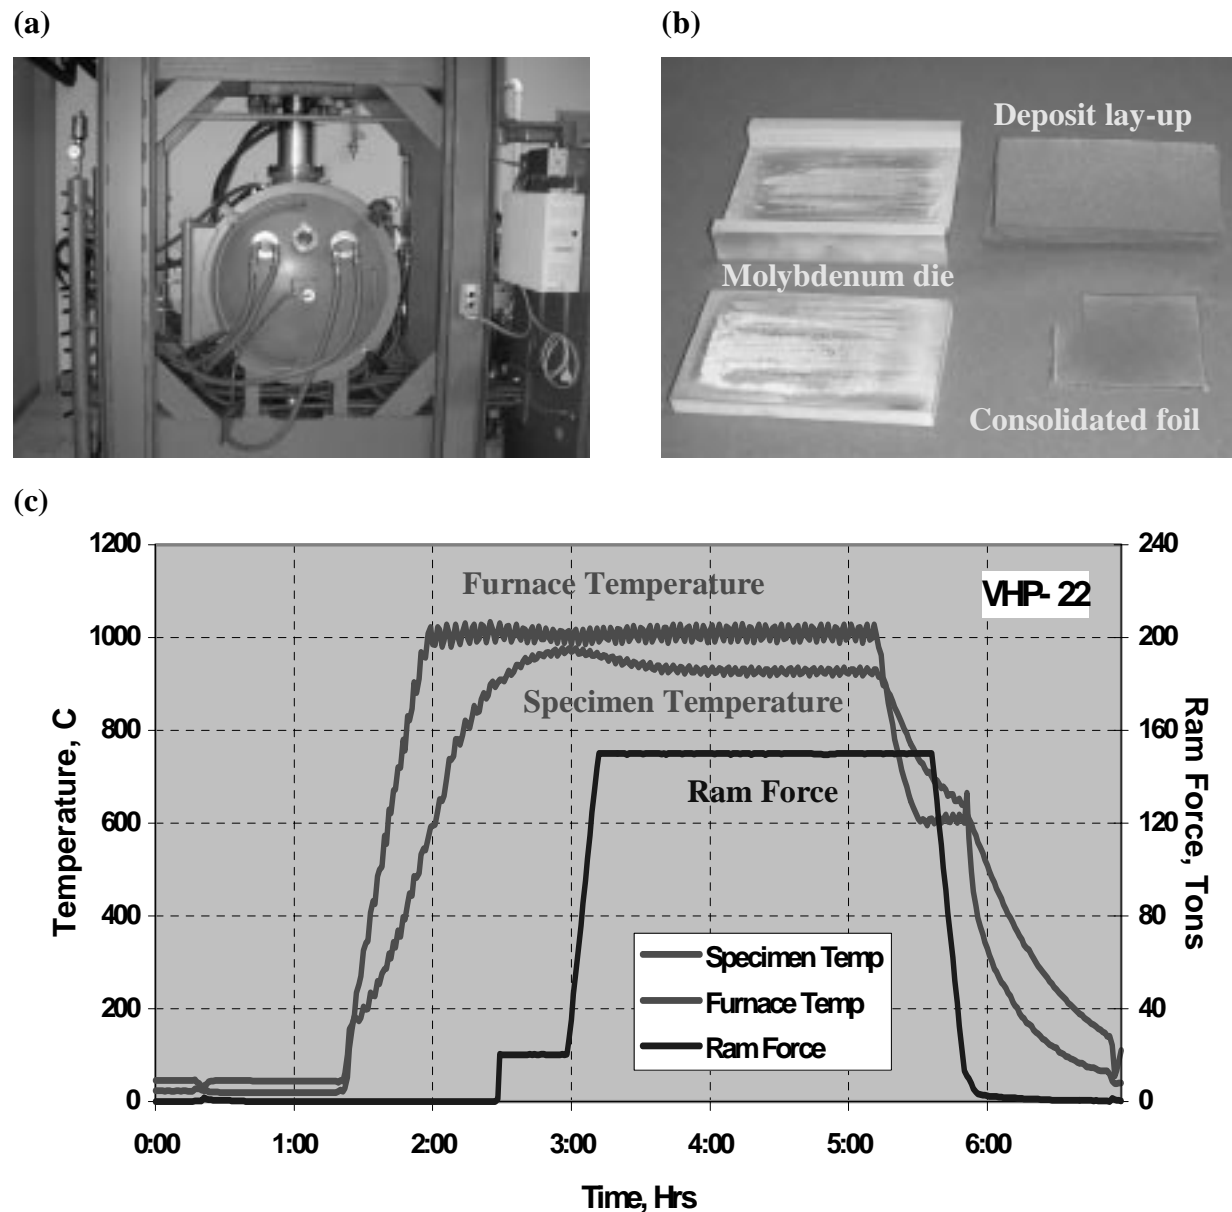 (a)
(b)
Deposit lay-up
Molybdenum die
Consolidated foil
(c)
1200
1000
800
600
400
200
0
Temperature, C
240
200
160
120
80
40
0
Ram Force, Tons
VHP- 22
Furnace Temperature
Specimen Temperature
Ram Force
Specimen Temp
Furnace Temp
Ram Force
0:00 1:00 2:00 3:00 4:00 5:00 6:00
Time, Hrs